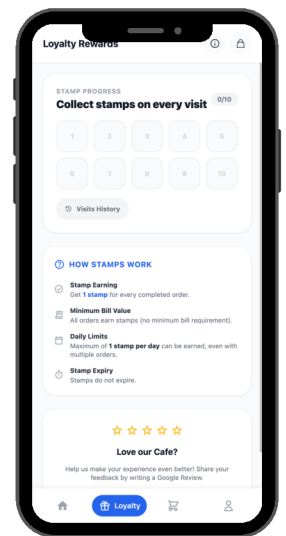 Loyalty Rewards
STAMP PROGRESS
Collect stamps on every visit
0/10
1 2 3 4 5
6 7 8 9 10
Visits History
HOW STAMPS WORK
Stamp Earning
Get 1 stamp for every completed order.
Minimum Bill Value
All orders earn stamps (no minimum bill requirement).
Daily Limits
Maximum of 1 stamp per day can be earned, even with
multiple orders.
Stamp Expiry
Stamps do not expire.
Love our Cafe?
Help us make your experience even better! Share your
feedback by writing a Google Review.
Loyalty